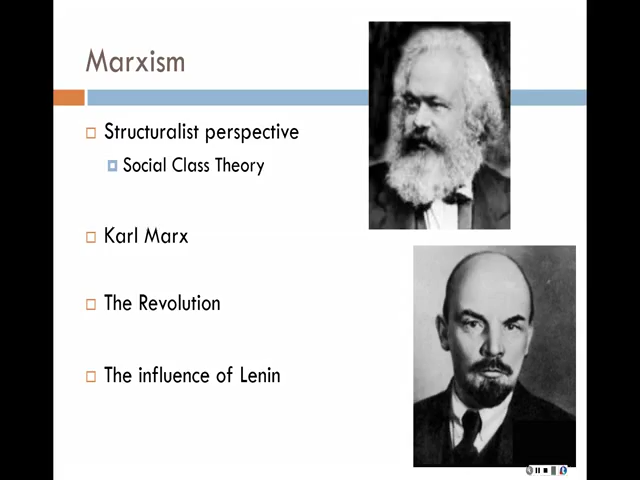 Marxism
Structuralist perspective
Social Class Theory
Karl Marx
The Revolution
The influence of Lenin